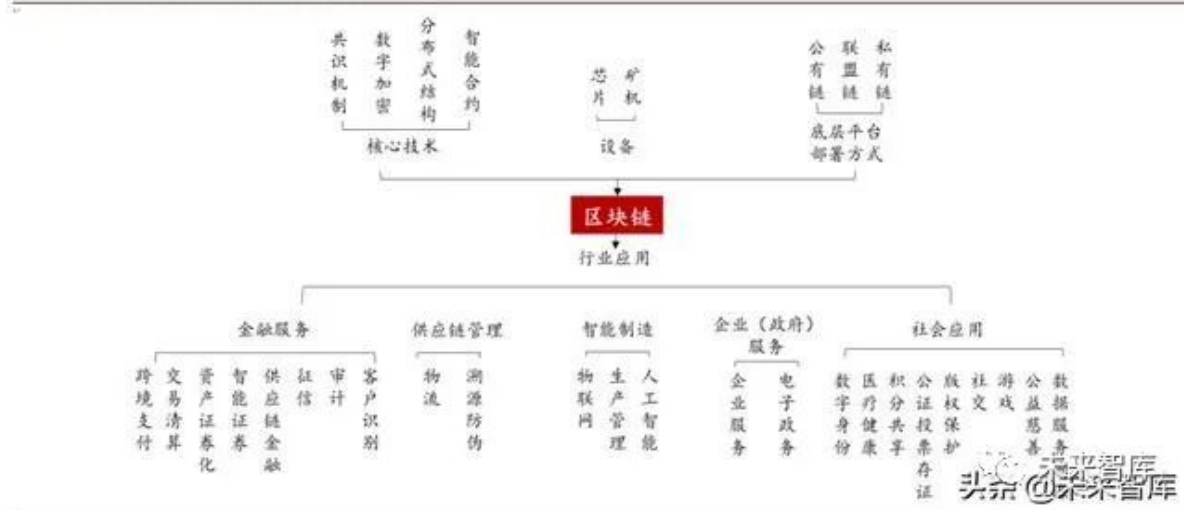 共识机制
数字加密
分布式结构
智能合约
芯片
矿机
公有链
联盟链
私有链
核心技术
设备
底层平台
部署方式
区块链
行业应用
金融服务
供应链管理
智能制造
企业（政府）
服务
社会应用
跨境支付
交易清算
资产证券化
智能证券
供应链金融
征信
审计
客户识别
物流
溯源防伪
物联网
生产管理
人工智能
企业服务
电子政务
数字身份
医疗健康
积分共享
公证投票存证
版权保护
社交
游戏
公益慈善
数据服务
未来智库
头条 @未来智库